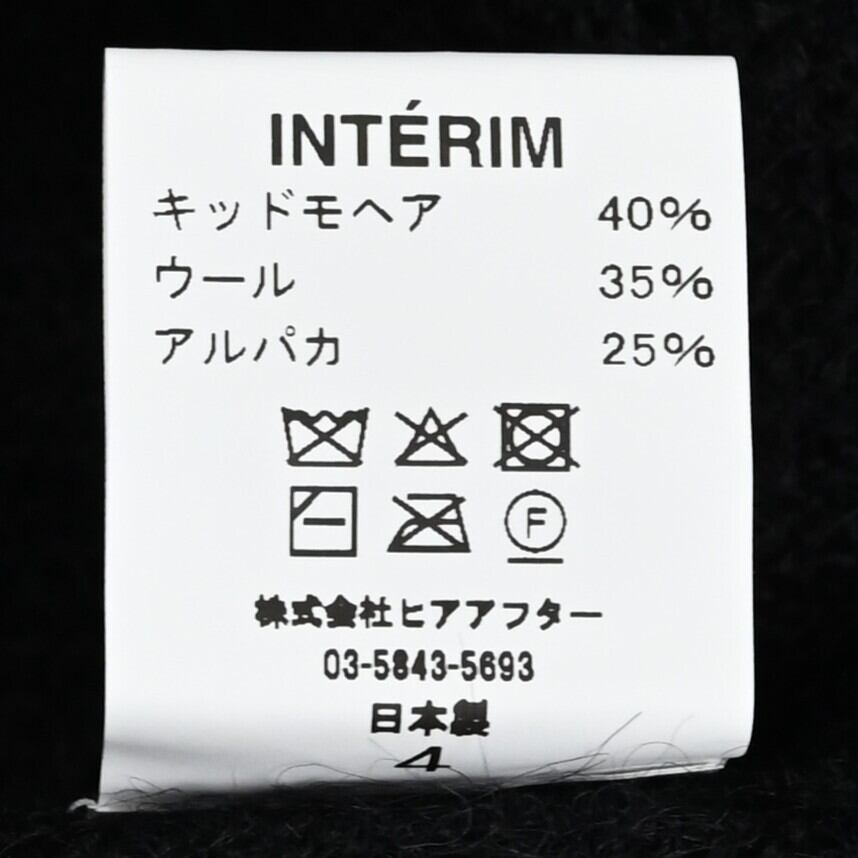 INTÉRIM
キッドモヘア 40%
ウール 35%
アルパカ 25%
F
株式会社ヒアアフター
03-5843-5693
日本製
4